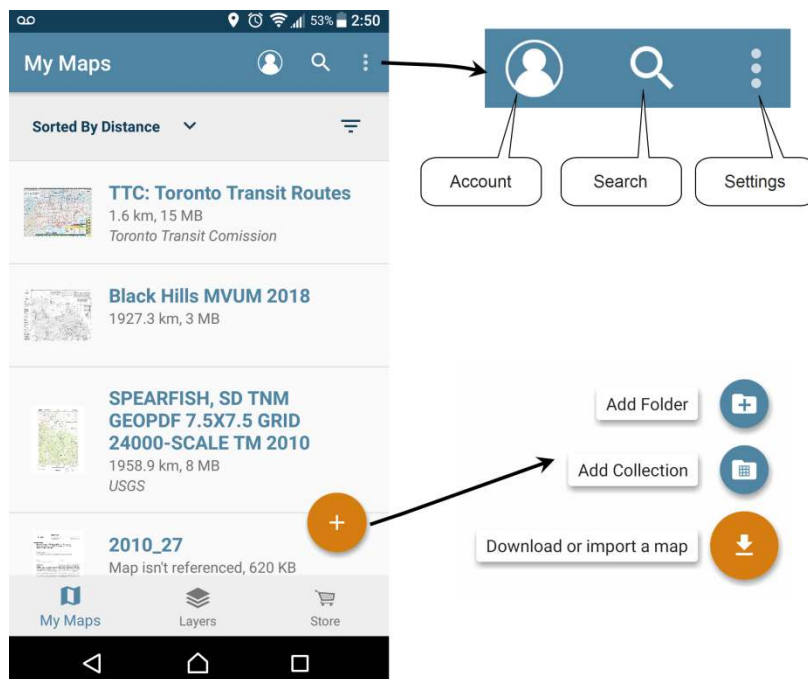 53% 2:50
My Maps
Sorted By Distance
TTC: Toronto Transit Routes
1.6 km, 15 MB
Toronto Transit Comission
Black Hills MVUM 2018
1927.3 km, 3 MB
SPEARFISH, SD TNM
GEOPDF 7.5X7.5 GRID
24000-SCALE TM 2010
1958.9 km, 8 MB
USGS
2010_27
Map isn't referenced, 620 KB
My Maps
Layers
Store
Account
Search
Settings
Add Folder
Add Collection
Download or import a map